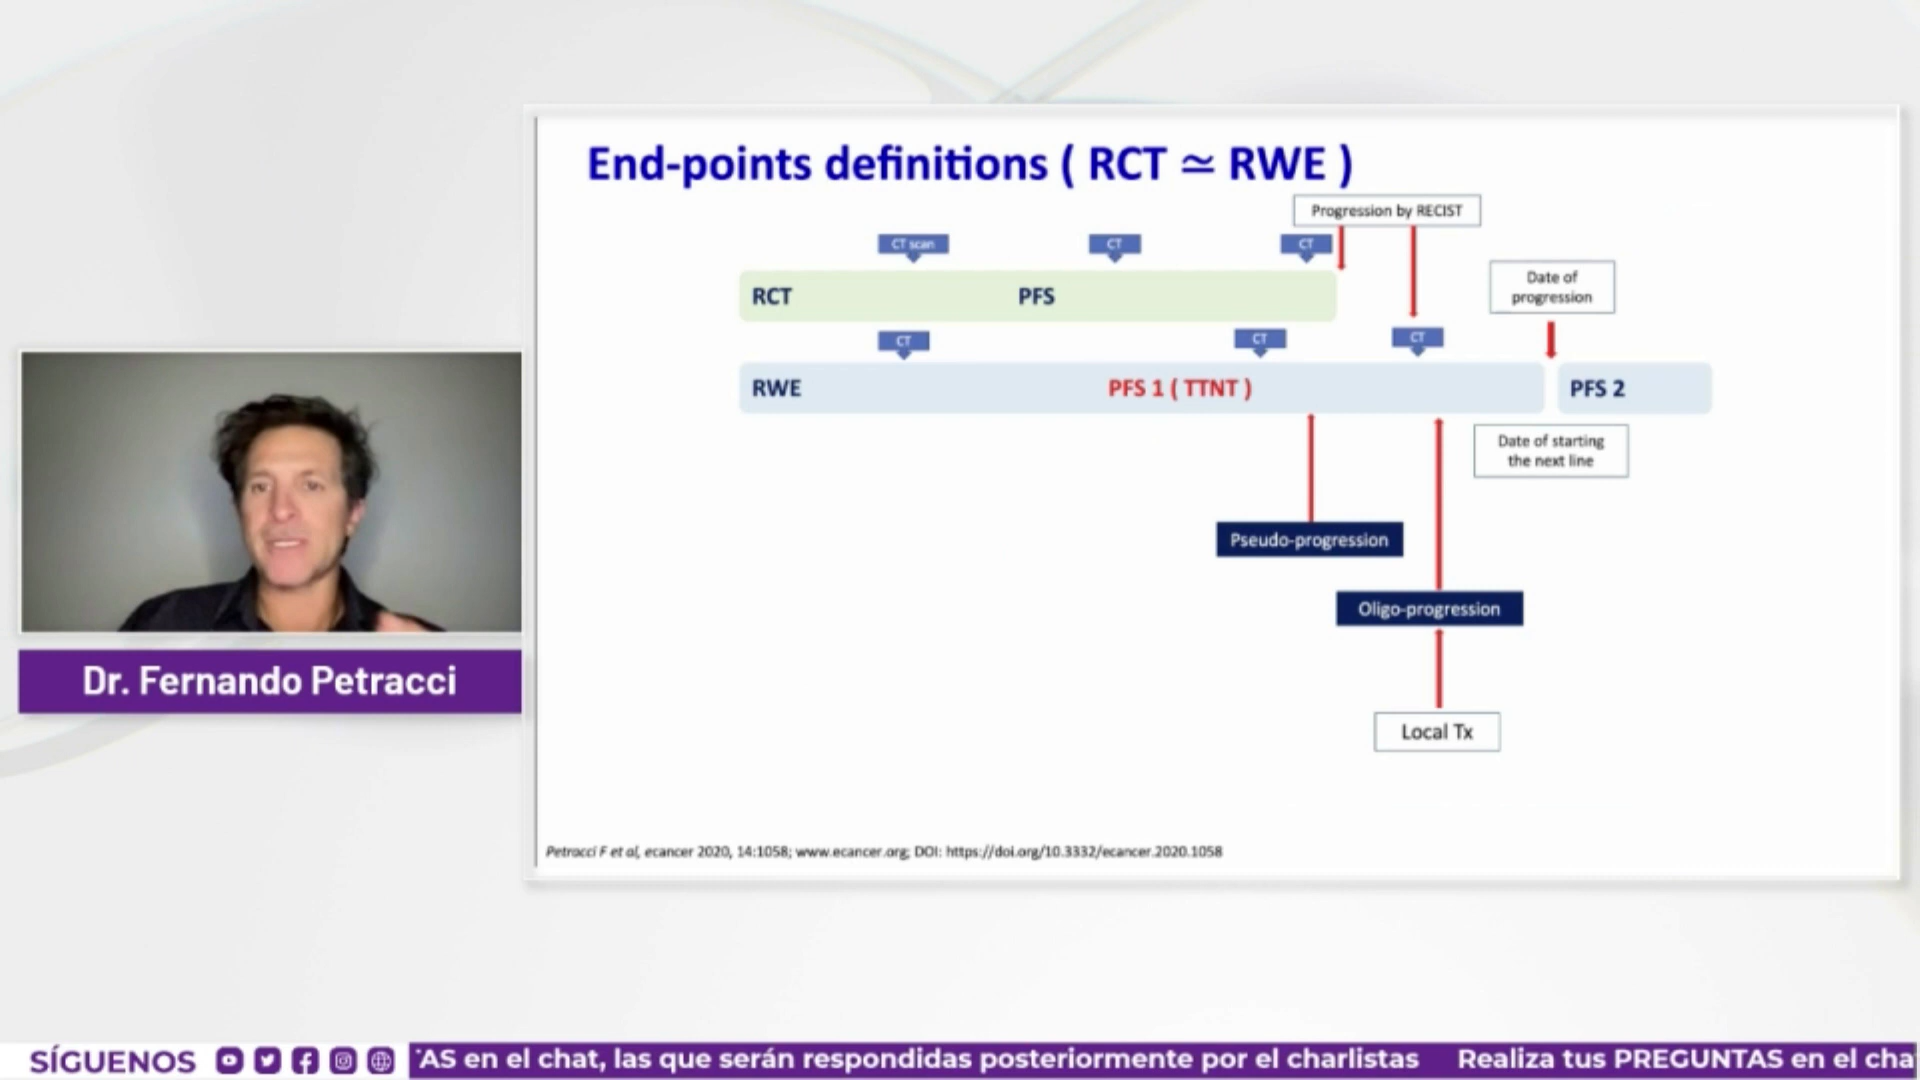 End-points definitions ( RCT ≃ RWE )
Progression by RECIST
CT scan
CT
CT
Date of
progression
RCT
PFS
CT
CT
CT
RWE
PFS 1 ( TTNT )
PFS 2
Date of starting
the next line
Pseudo-progression
Oligo-progression
Local Tx
Dr. Fernando Petracci
Petracci F et al, ecancer 2020, 14:1058; www.ecancer.org; DOI: https://doi.org/10.3332/ecancer.2020.1058
SÍGUENOS
AS en el chat, las que serán respondidas posteriormente por el charlistas Realiza tus PREGUNTAS en el cha